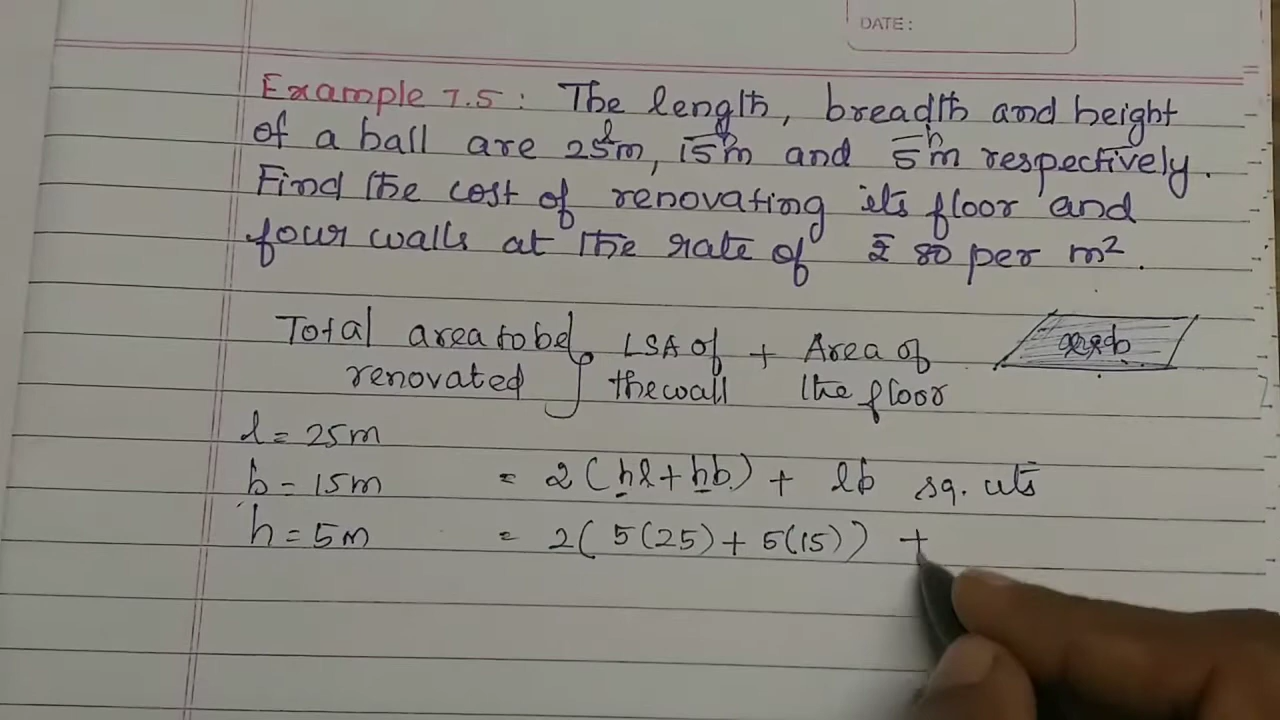 DATE:
Example 7.5: The length, breadth and height
of a hall are 25m, 15m and 5m respectively.
l b h
Find the cost of renovating its floor and
four walls at the rate of ₹ 80 per m².
Total area to be LSA of + Area of
renovated the wall the floor
l = 25m
b = 15m = 2(hl+hb) + lb sq. uts
h = 5m = 2(5(25)+5(15)) +